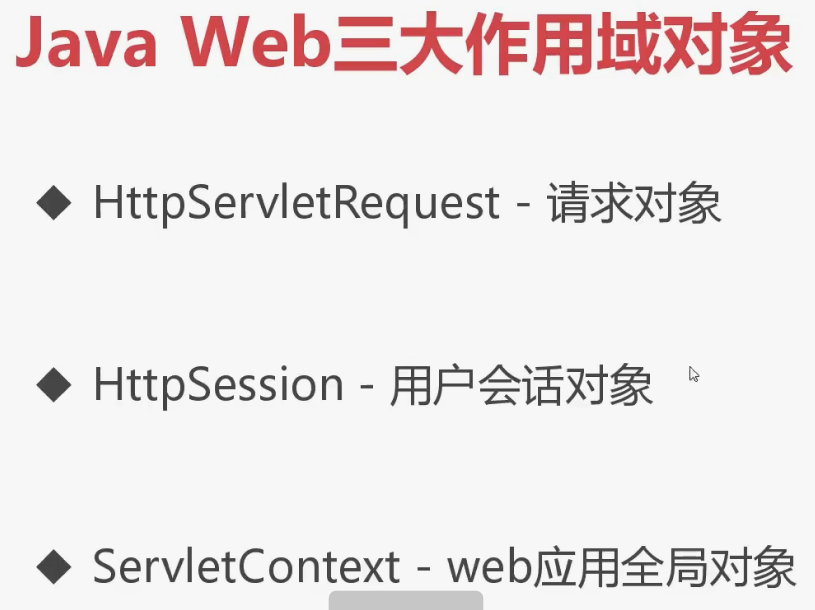 Java Web三大作用域对象
◆ HttpServletRequest - 请求对象
◆ HttpSession - 用户会话对象
◆ ServletContext - web应用全局对象